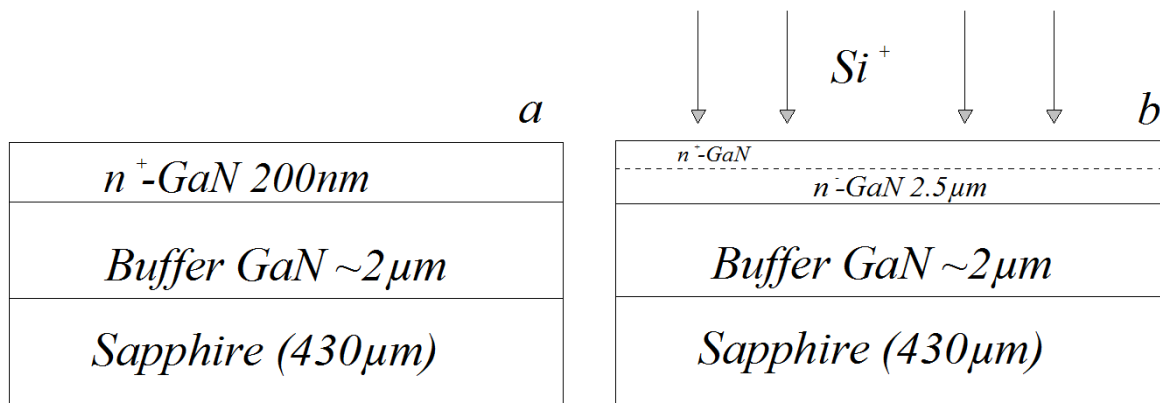 a
n⁺-GaN 200nm
Buffer GaN ~2µm
Sapphire (430µm)
Si⁺
b
n⁺-GaN
n⁻-GaN 2.5µm
Buffer GaN ~2µm
Sapphire (430µm)